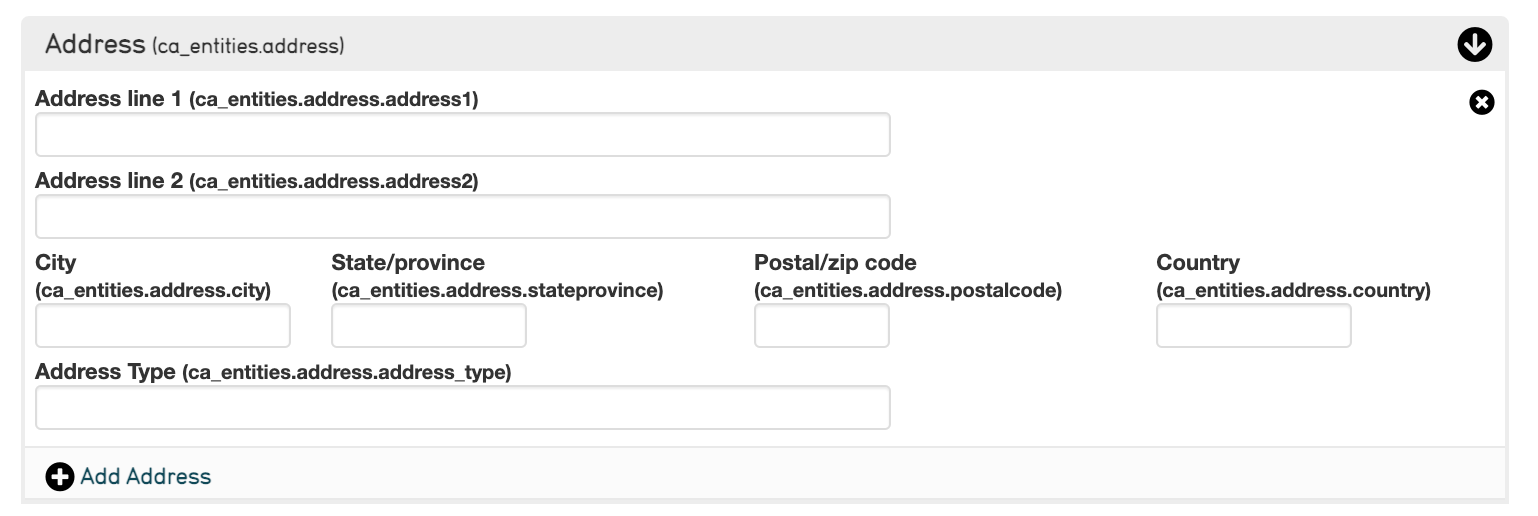 Address (ca_entities.address)
Address line 1 (ca_entities.address.address1)
Address line 2 (ca_entities.address.address2)
City State/province Postal/zip code Country
(ca_entities.address.city) (ca_entities.address.stateprovince) (ca_entities.address.postalcode) (ca_entities.address.country)
Address Type (ca_entities.address.address_type)
Add Address